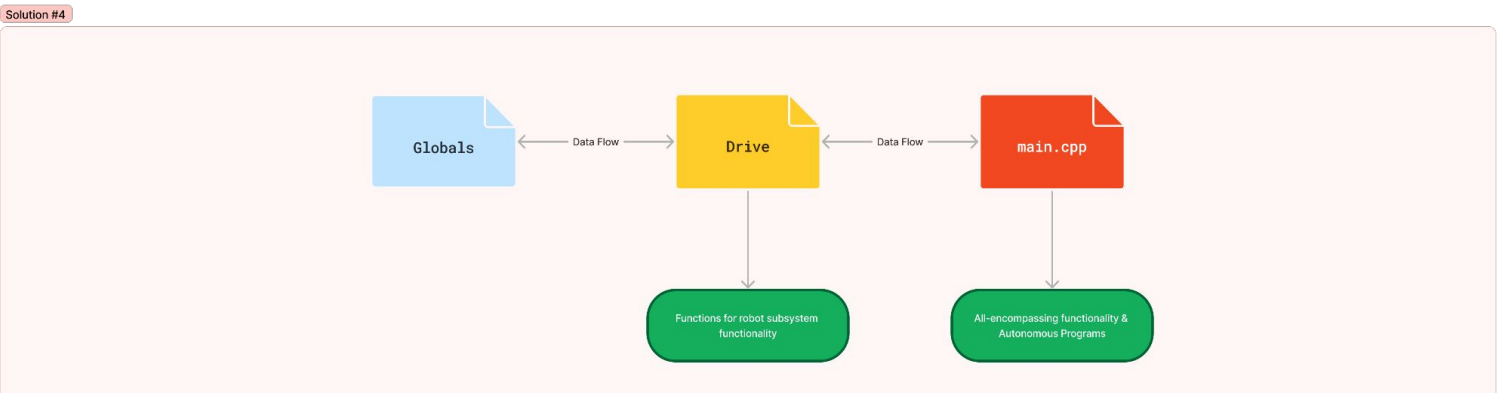 Solution #4
Globals
Data Flow
Drive
Data Flow
main.cpp
Functions for robot subsystem
functionality
All-encompassing functionality &
Autonomous Programs